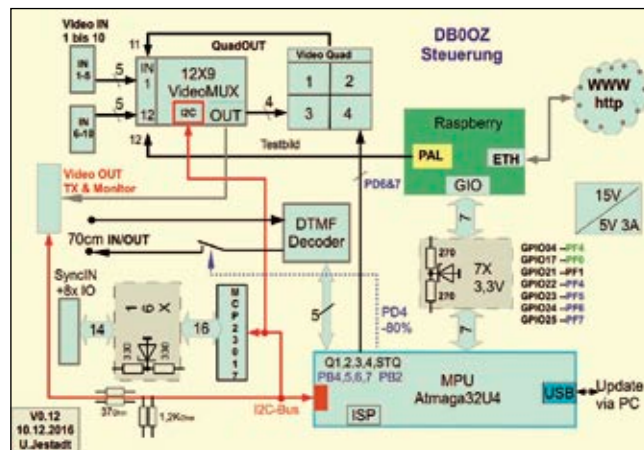 Video IN
1 bis 10
IN
1-5
5
IN
6-10
5
11
IN
1
12
12X9
VideoMUX
I2C
OUT
QuadOUT
4
Video Quad
1
2
3
4
DB0OZ
Steuerung
WWW
http
Raspberry
PAL
ETH
GIO
12
Testbild
PD6&7
Video OUT
TX & Monitor
70cm IN/OUT
DTMF
Decoder
7
15V
5V 3A
270
270
7X
3,3V
7
GPIO04 --PF4
GPIO17 --PF0
GPIO21 --PF1
GPIO22 --PF4
GPIO23 --PF5
GPIO24 --PF6
GPIO25 --PF7
SyncIN
+8x IO
14
1 6 X
330
330
16
MCP23017
5
PD4
-80%
Q1,2,3,4,STQ
PB4,5,6,7 PB2
MPU
Atmaga32U4
ISP
USB
Update
via PC
I2C-Bus
37Ohm
1,2KOhm
V0.12
10.12.2016
U.Jestadt